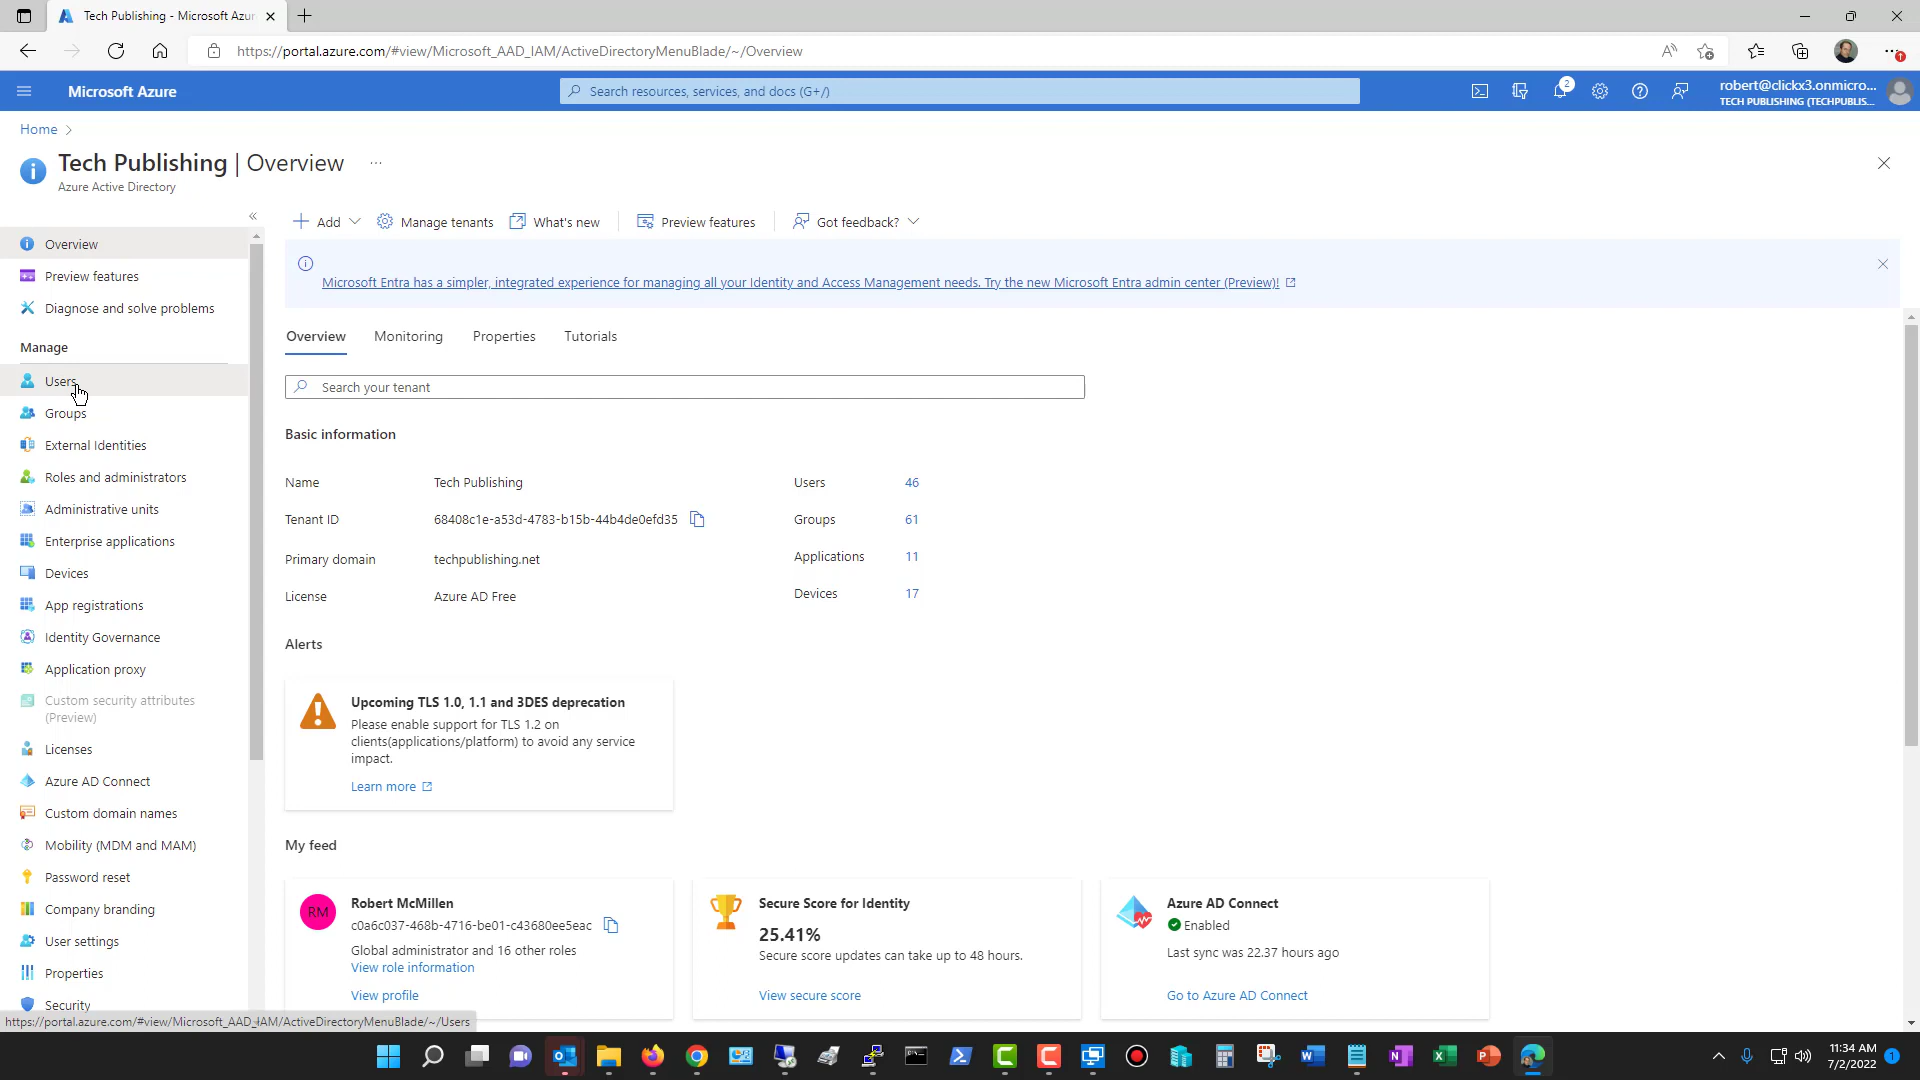 Tech Publishing - Microsoft Azur
https://portal.azure.com/#view/Microsoft_AAD_IAM/ActiveDirectoryMenuBlade/~/Overview
Microsoft Azure
Search resources, services, and docs (G+/)
2
robert@clickx3.onmicro...
TECH PUBLISHING (TECHPUBLIS...
Home
Tech Publishing | Overview
...
Azure Active Directory
Overview
Preview features
Diagnose and solve problems
Manage
Users
Groups
External Identities
Roles and administrators
Administrative units
Enterprise applications
Devices
App registrations
Identity Governance
Application proxy
Custom security attributes
(Preview)
Licenses
Azure AD Connect
Custom domain names
Mobility (MDM and MAM)
Password reset
Company branding
User settings
Properties
Security
Add
Manage tenants
What's new
Preview features
Got feedback?
Microsoft Entra has a simpler, integrated experience for managing all your Identity and Access Management needs. Try the new Microsoft Entra admin center (Preview)!
Overview Monitoring Properties Tutorials
Search your tenant
Basic information
Name Tech Publishing Users 46
Tenant ID 68408c1e-a53d-4783-b15b-44b4de0efd35 Groups 61
Primary domain techpublishing.net Applications 11
License Azure AD Free Devices 17
Alerts
Upcoming TLS 1.0, 1.1 and 3DES deprecation
Please enable support for TLS 1.2 on
clients(applications/platform) to avoid any service
impact.
Learn more
My feed
RM
Robert McMillen
c0a6c037-468b-4716-be01-c43680ee5eac
Global administrator and 16 other roles
View role information
View profile
Secure Score for Identity
25.41%
Secure score updates can take up to 48 hours.
View secure score
Azure AD Connect
Enabled
Last sync was 22.37 hours ago
Go to Azure AD Connect
https://portal.azure.com/#view/Microsoft_AAD_IAM/ActiveDirectoryMenuBlade/~/Users
11:34 AM
7/2/2022
1